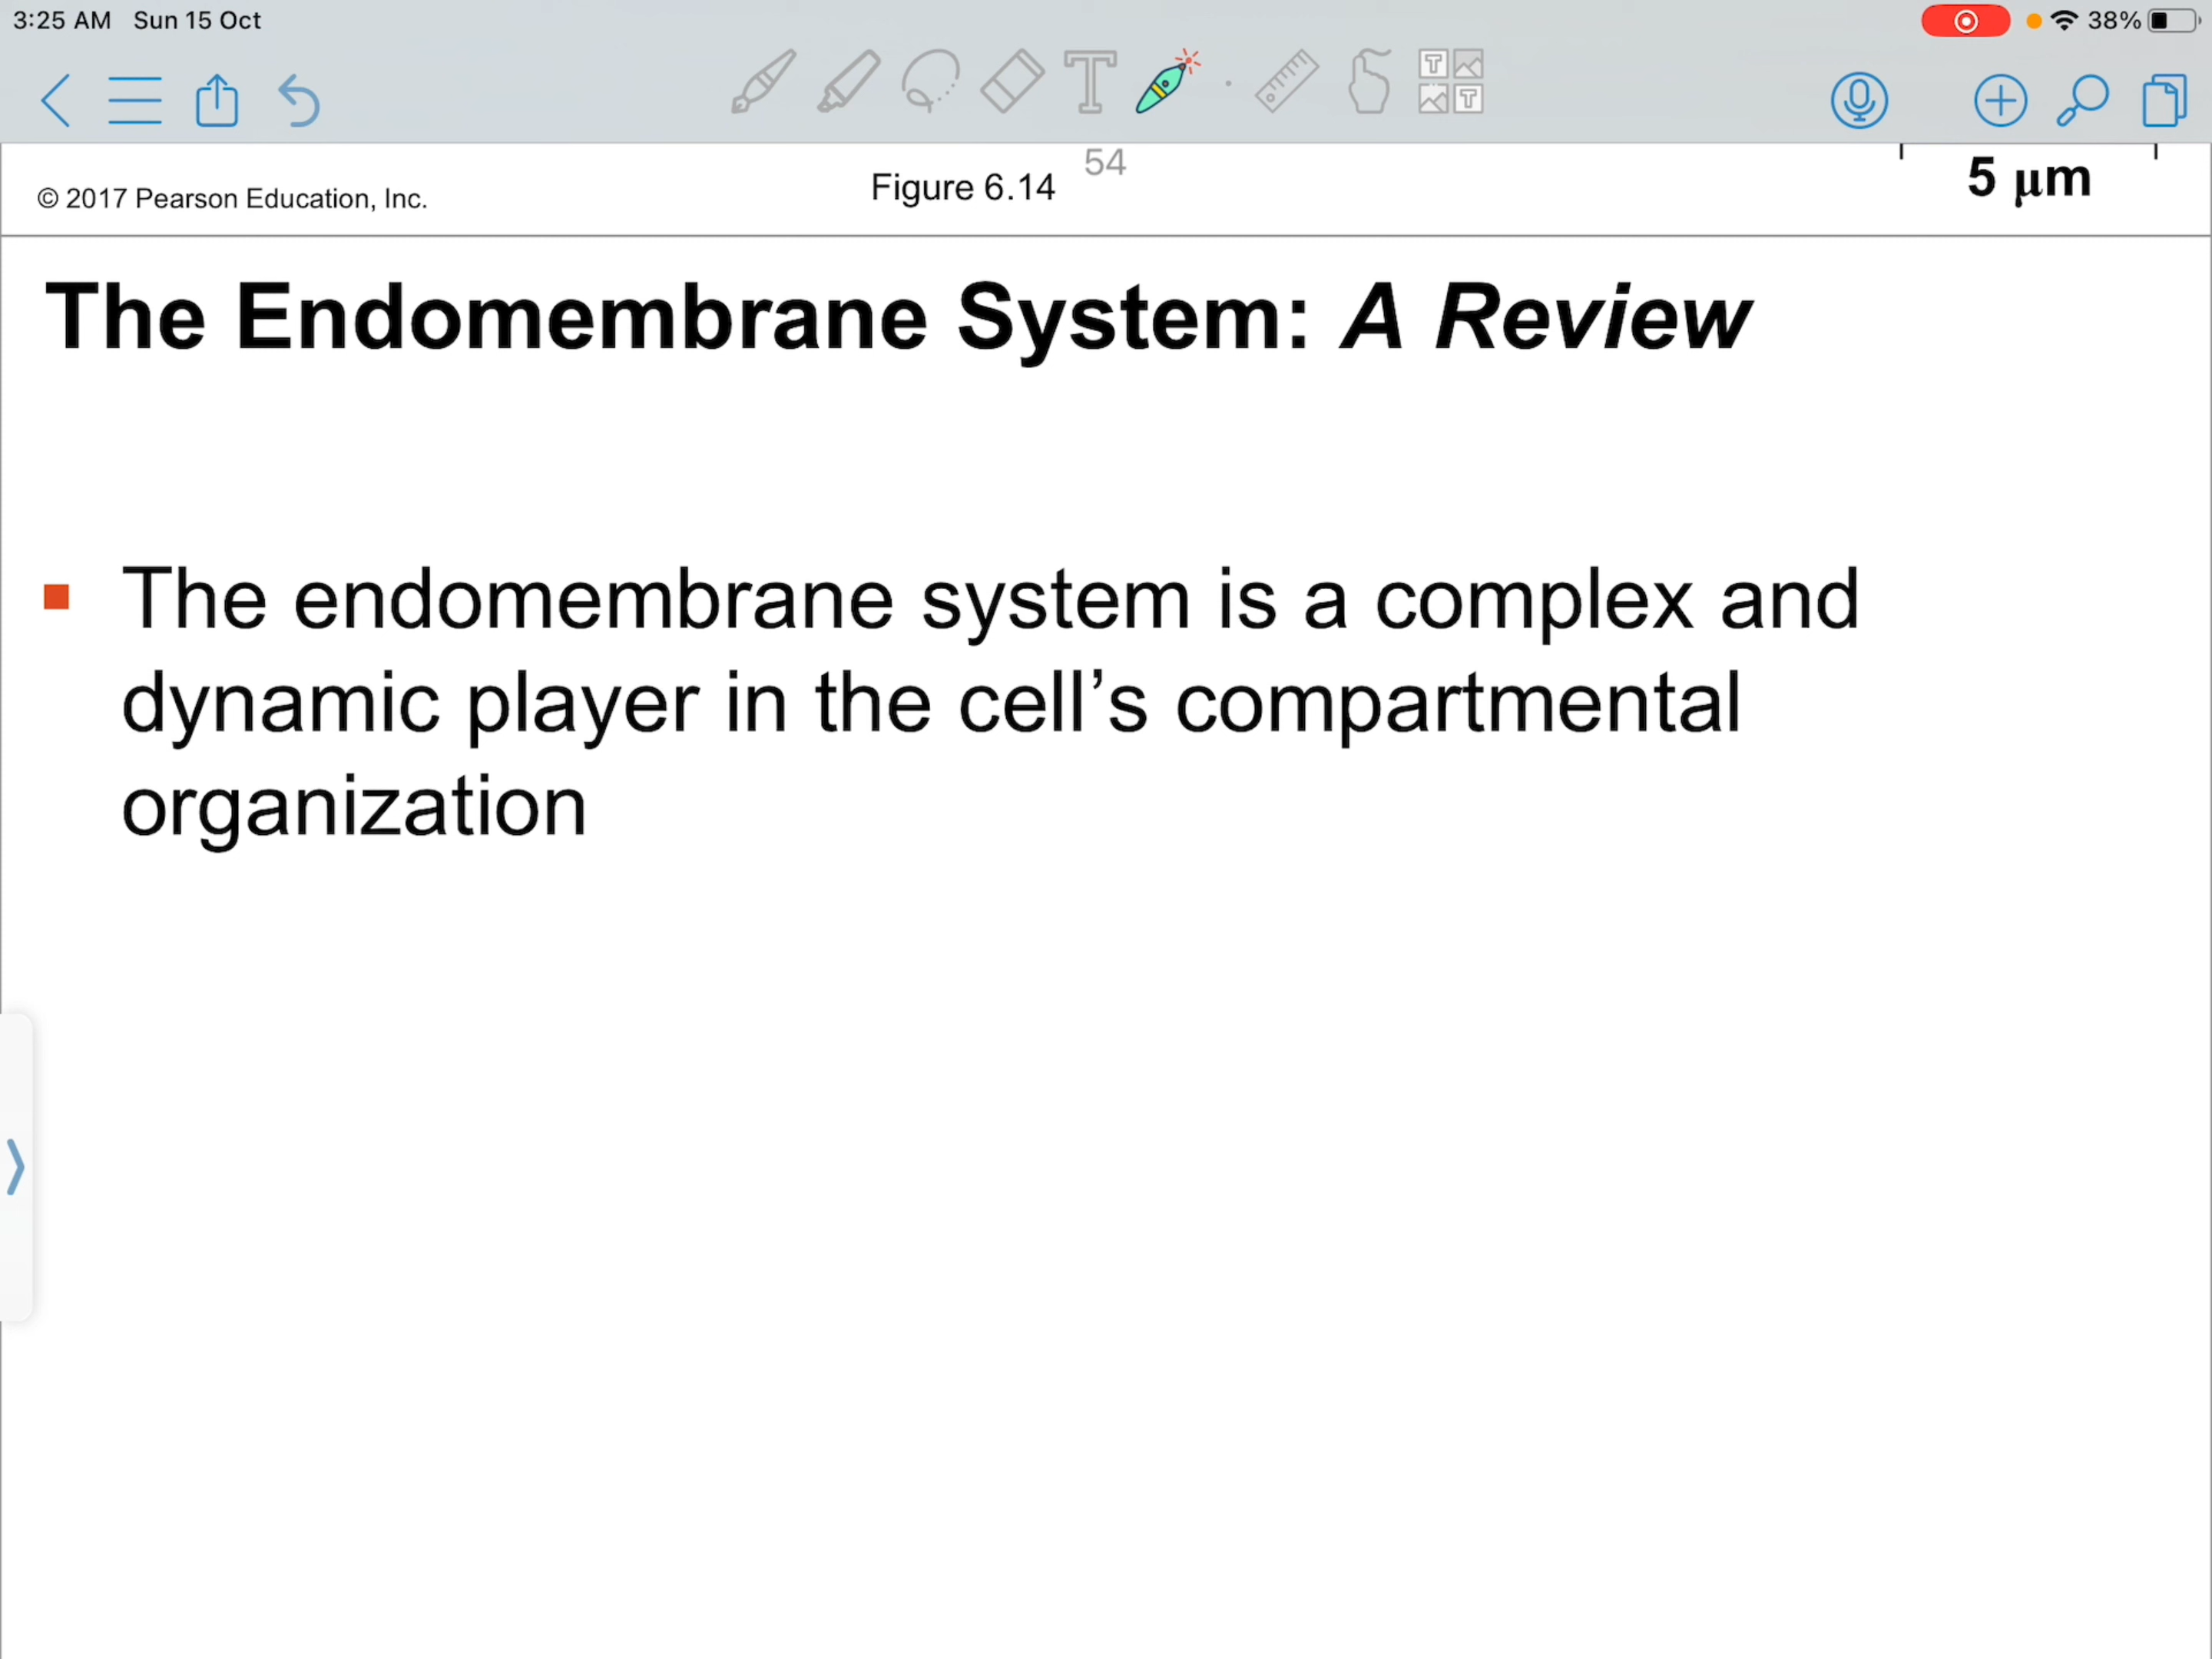 3:25 AM Sun 15 Oct
38%
54
© 2017 Pearson Education, Inc.
Figure 6.14
5 μm
The Endomembrane System: A Review
The endomembrane system is a complex and
dynamic player in the cell’s compartmental
organization